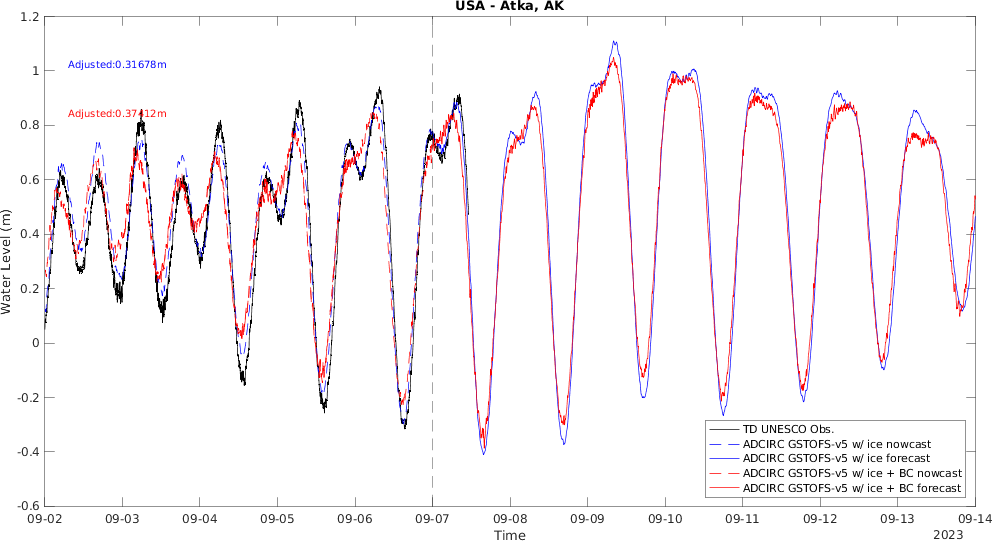 USA - Atka, AK
1.2
1
0.8
0.6
0.4
0.2
0
-0.2
-0.4
-0.6
Water Level (m)
Adjusted:0.31678m
Adjusted:0.37412m
TD UNESCO Obs.
ADCIRC GSTOFS-v5 w/ ice nowcast
ADCIRC GSTOFS-v5 w/ ice forecast
ADCIRC GSTOFS-v5 w/ ice + BC nowcast
ADCIRC GSTOFS-v5 w/ ice + BC forecast
09-02 09-03 09-04 09-05 09-06 09-07 09-08 09-09 09-10 09-11 09-12 09-13 09-14
Time
2023